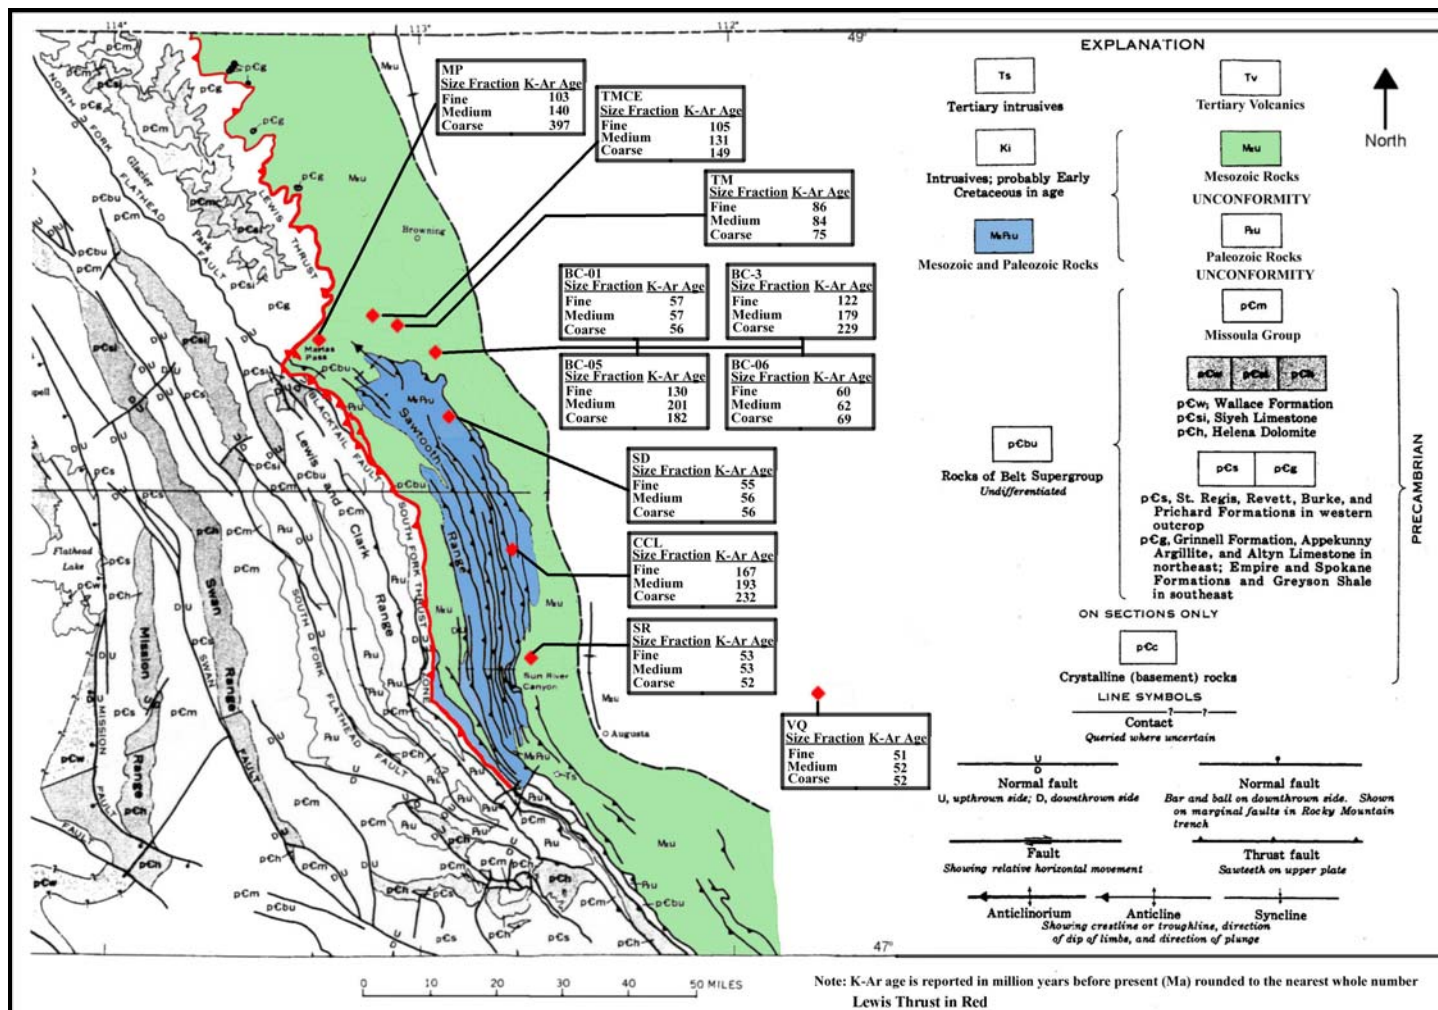 114°
113°
112°
49°
EXPLANATION
Ts
Tertiary intrusives
Tv
Tertiary Volcanics
North
Ki
Intrusives; probably Early
Cretaceous in age
Mzu
Mesozoic Rocks
UNCONFORMITY
MzPzu
Mesozoic and Paleozoic Rocks
Pzu
Paleozoic Rocks
UNCONFORMITY
p€m
Missoula Group
p€w
p€si
p€h
p€w, Wallace Formation
p€si, Siyeh Limestone
p€h, Helena Dolomite
p€bu
Rocks of Belt Supergroup
Undifferentiated
p€s
p€g
p€s, St. Regis, Revett, Burke, and
Prichard Formations in western
outcrop
p€g, Grinnell Formation, Appekunny
Argillite, and Altyn Limestone in
northeast; Empire and Spokane
Formations and Greyson Shale
in southeast
PRECAMBRIAN
ON SECTIONS ONLY
p€c
Crystalline (basement) rocks
LINE SYMBOLS
? ?
Contact
Queried where uncertain
U
D
Normal fault
U, upthrown side; D, downthrown side
Normal fault
Bar and ball on downthrown side. Shown
on marginal faults in Rocky Mountain
trench
Fault
Showing relative horizontal movement
Thrust fault
Sawteeth on upper plate
Anticlinorium
Anticline
Syncline
Showing crestline or troughline, direction
of dip of limbs, and direction of plunge
Note: K-Ar age is reported in million years before present (Ma) rounded to the nearest whole number
Lewis Thrust in Red
MP
Size Fraction K-Ar Age
Fine 103
Medium 140
Coarse 397
TMCE
Size Fraction K-Ar Age
Fine 105
Medium 131
Coarse 149
TM
Size Fraction K-Ar Age
Fine 86
Medium 84
Coarse 75
BC-01
Size Fraction K-Ar Age
Fine 57
Medium 57
Coarse 56
BC-3
Size Fraction K-Ar Age
Fine 122
Medium 179
Coarse 229
BC-05
Size Fraction K-Ar Age
Fine 130
Medium 201
Coarse 182
BC-06
Size Fraction K-Ar Age
Fine 60
Medium 62
Coarse 69
SD
Size Fraction K-Ar Age
Fine 55
Medium 56
Coarse 56
CCL
Size Fraction K-Ar Age
Fine 167
Medium 193
Coarse 232
SR
Size Fraction K-Ar Age
Fine 53
Medium 53
Coarse 52
VQ
Size Fraction K-Ar Age
Fine 51
Medium 52
Coarse 52
NORTH FORK FLATHEAD FAULT
Glacier
Park
LEWIS THRUST
Browning
Marias
Pass
BLACKTAIL FAULT
Sawtooth
Range
Lewis and Clark
Range
SOUTH FORK THRUST ZONE
SOUTH FORK FLATHEAD FAULT
Flathead
Lake
Mission
Range
MISSION
FAULT
Swan
Range
SWAN
FAULT
Sun River
Canyon
Augusta
47°
0 10 20 30 40 50 MILES